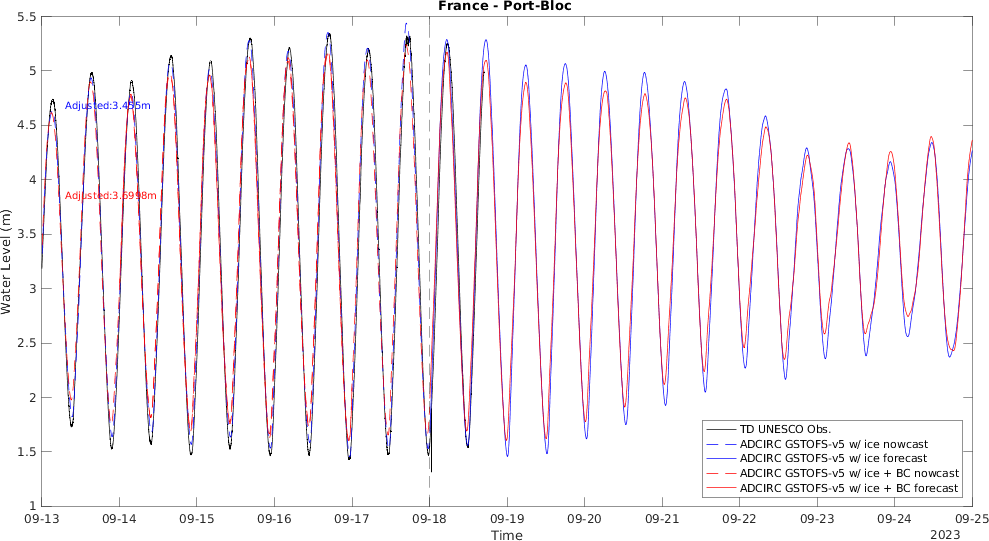 France - Port-Bloc
5.5
5
4.5
4
3.5
3
2.5
2
1.5
1
Water Level (m)
Adjusted:3.455m
Adjusted:3.6998m
TD UNESCO Obs.
ADCIRC GSTOFS-v5 w/ ice nowcast
ADCIRC GSTOFS-v5 w/ ice forecast
ADCIRC GSTOFS-v5 w/ ice + BC nowcast
ADCIRC GSTOFS-v5 w/ ice + BC forecast
09-13 09-14 09-15 09-16 09-17 09-18 09-19 09-20 09-21 09-22 09-23 09-24 09-25
Time
2023